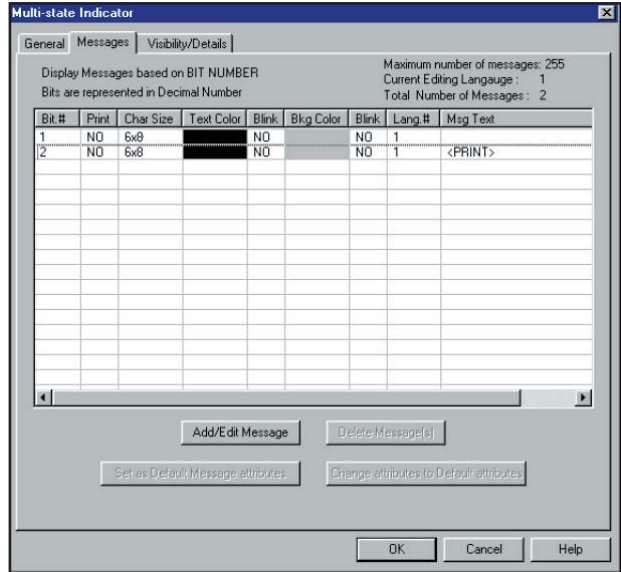 Multi-state Indicator
General Messages Visibility/Details
Display Messages based on BIT NUMBER
Bits are represented in Decimal Number
Maximum number of messages: 255
Current Editing Langauge : 1
Total Number of Messages : 2
Bit.# Print Char Size Text Color Blink Bkg Color Blink Lang.# Msg Text
1 NO 6x8 NO NO 1
2 NO 6x8 NO NO 1 <PRINT>
Add/Edit Message Delete Message(s)
Set as Default Message attributes Change attributes to Default attributes
OK Cancel Help